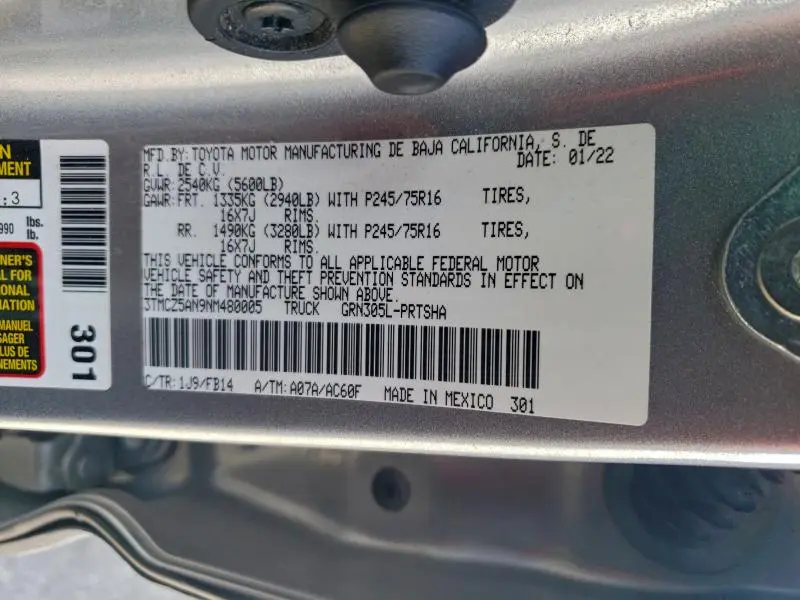 MFD.BY: TOYOTA MOTOR MANUFACTURING DE BAJA CALIFORNIA, S. DE
R.L. DE C.V. DATE: 01/22
GVWR: 2540KG (5600LB)
GAWR: FRT. 1335KG (2940LB) WITH P245/75R16 TIRES,
16X7J RIMS.
RR. 1490KG (3280LB) WITH P245/75R16 TIRES,
16X7J RIMS.
THIS VEHICLE CONFORMS TO ALL APPLICABLE FEDERAL MOTOR
VEHICLE SAFETY AND THEFT PREVENTION STANDARDS IN EFFECT ON
THE DATE OF MANUFACTURE SHOWN ABOVE.
3TMCZ5AN9NM480005 TRUCK GRN305L-PRTSHA
C/TR: 1J9/FB14 A/TM: A07A/AC60F MADE IN MEXICO 301
:3
990 lbs.
lb.
301